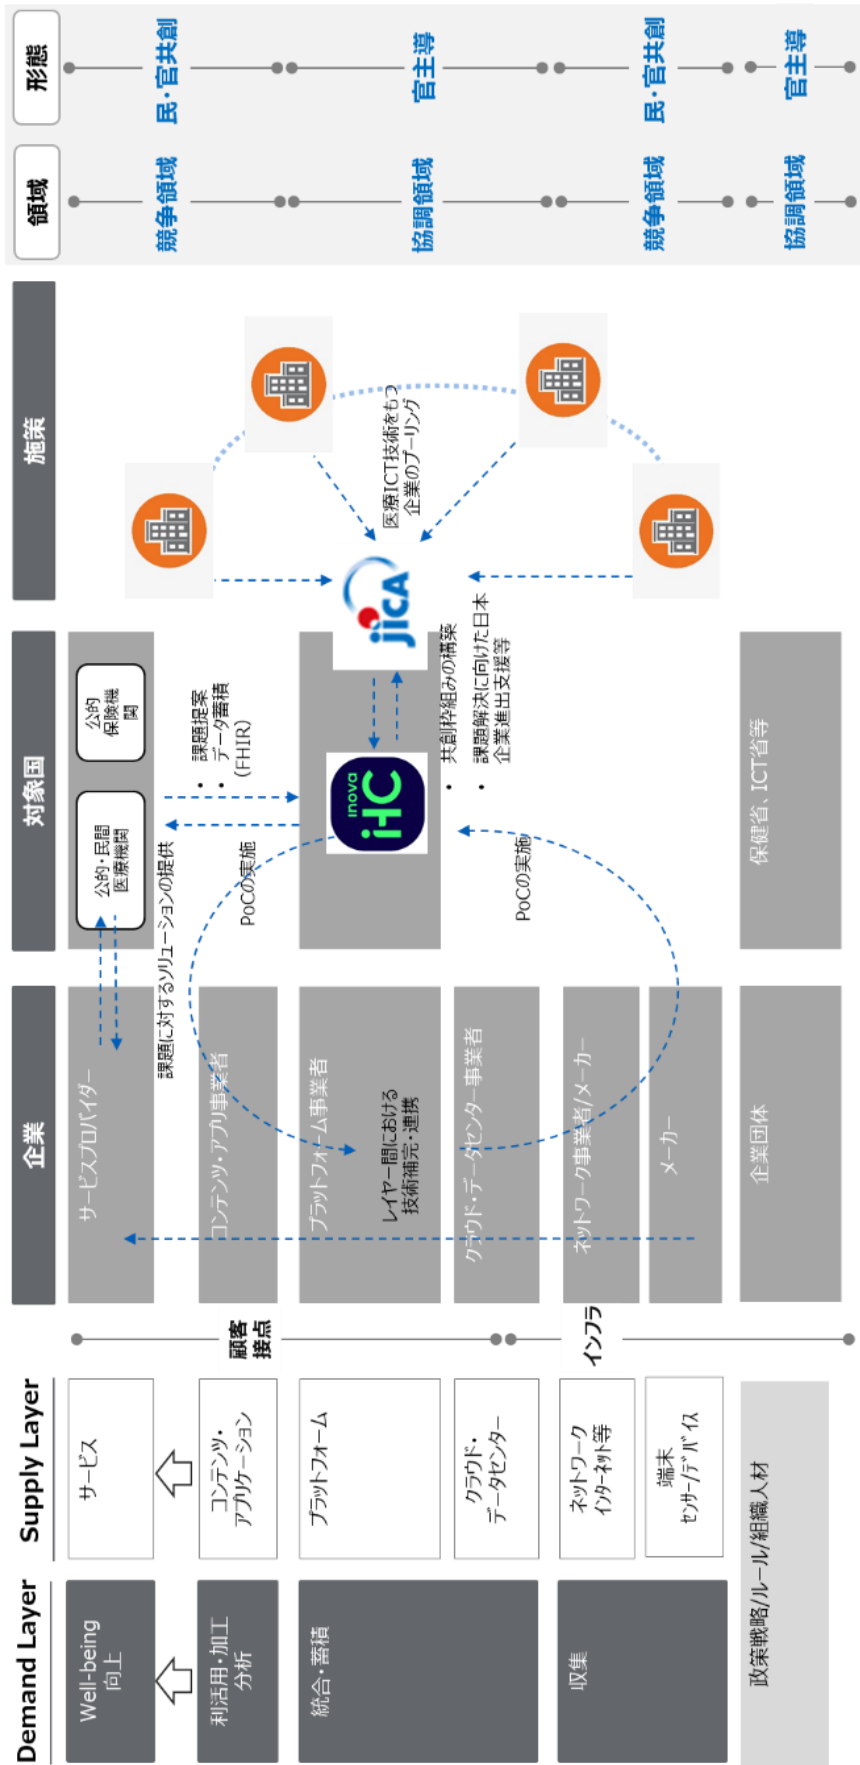 Demand Layer
Supply Layer
企業
対象国
施策
領域
形態
Well-being
向上
サービス
サービスプロバイダー
公的・民間
医療機関
公的
保険機
関
競争領域
民・官共創
課題に対するソリューションの提供
• 課題提案
• データ蓄積
（FHIR）
利活用・加工
分析
コンテンツ・
アプリケーション
顧客
接点
コンテンツ・アプリ事業者
PoCの実施
統合・蓄積
プラットフォーム
プラットフォーム事業者
レイヤー間における
技術補完・連携
inova
iHC
jICA
医療ICT技術をもつ
企業のプーリング
協調領域
官主導
クラウド・
データセンター
クラウド・データセンター事業者
• 共創枠組みの構築
• 課題解決に向けた日本
企業進出支援等
PoCの実施
収集
ネットワーク
インターネット等
インフラ
ネットワーク事業者/メーカー
競争領域
民・官共創
端末
センサー/デバイス
メーカー
政策戦略/ルール/組織人材
企業団体
保健省、ICT省等
協調領域
官主導